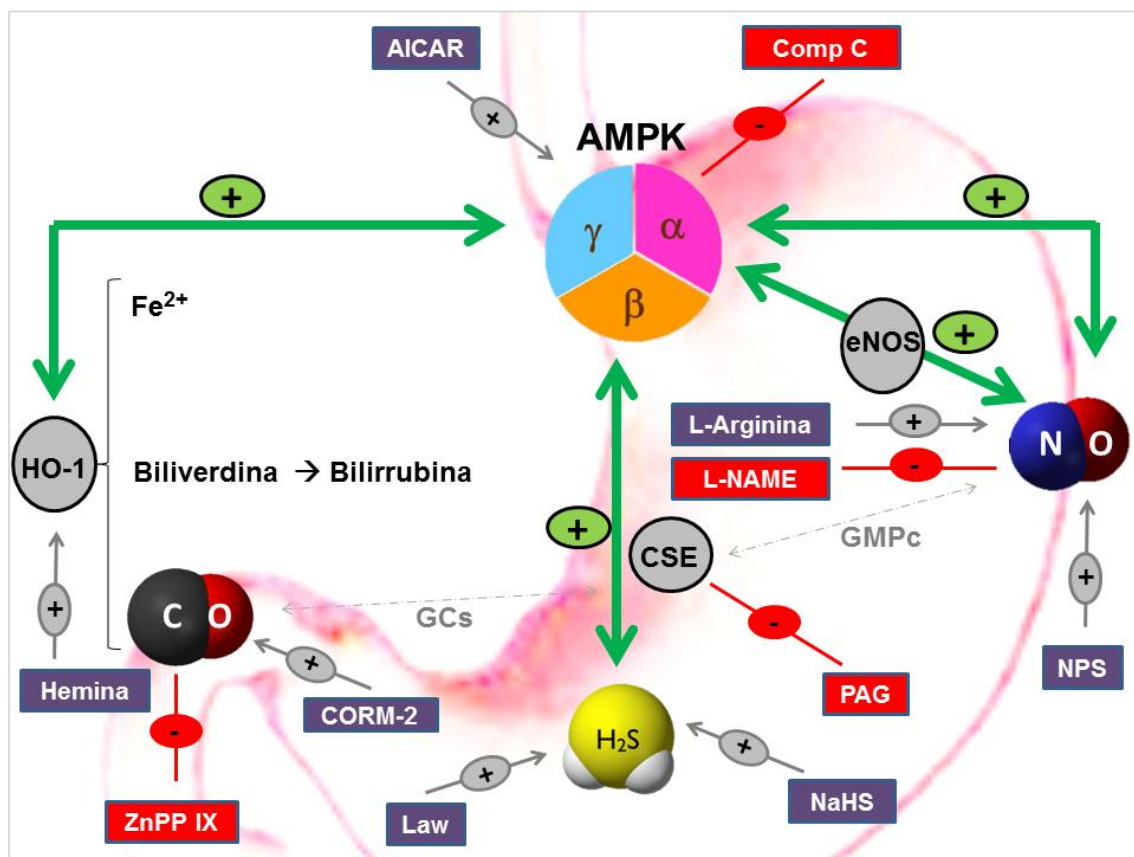 AICAR
Comp C
+
-
AMPK
+
+
γ
α
β
Fe²⁺
eNOS
+
L-Arginina
+
N O
HO-1
Biliverdina → Bilirrubina
L-NAME
-
+
CSE
GMPc
+
C O
GCs
-
+
Hemina
+
CORM-2
PAG
NPS
-
H₂S
+
+
ZnPP IX
Law
NaHS